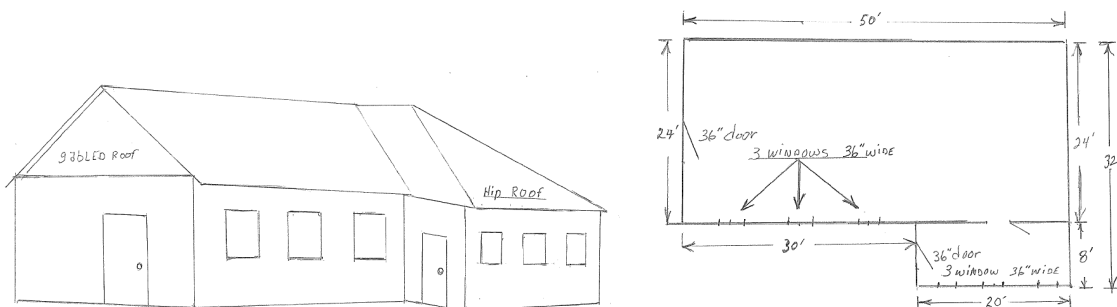 gabLED ROOF
Hip ROOF
50'
24'
36" door
3 WINDOWS 36" WIDE
24'
32
30'
36" door
3 WINDOW 36" WIDE
8'
20'